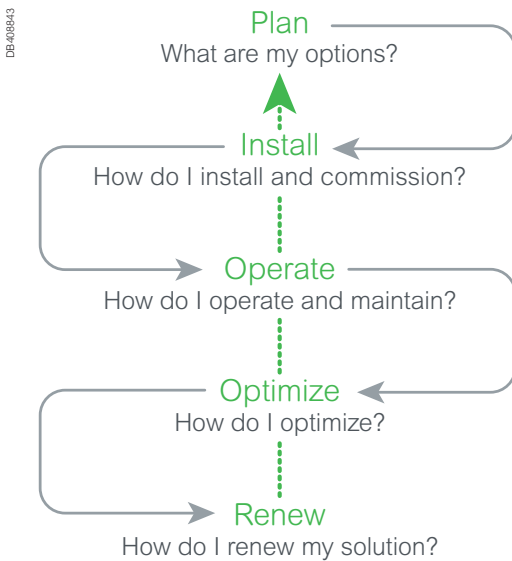 DB408843
Plan
What are my options?
Install
How do I install and commission?
Operate
How do I operate and maintain?
Optimize
How do I optimize?
Renew
How do I renew my solution?